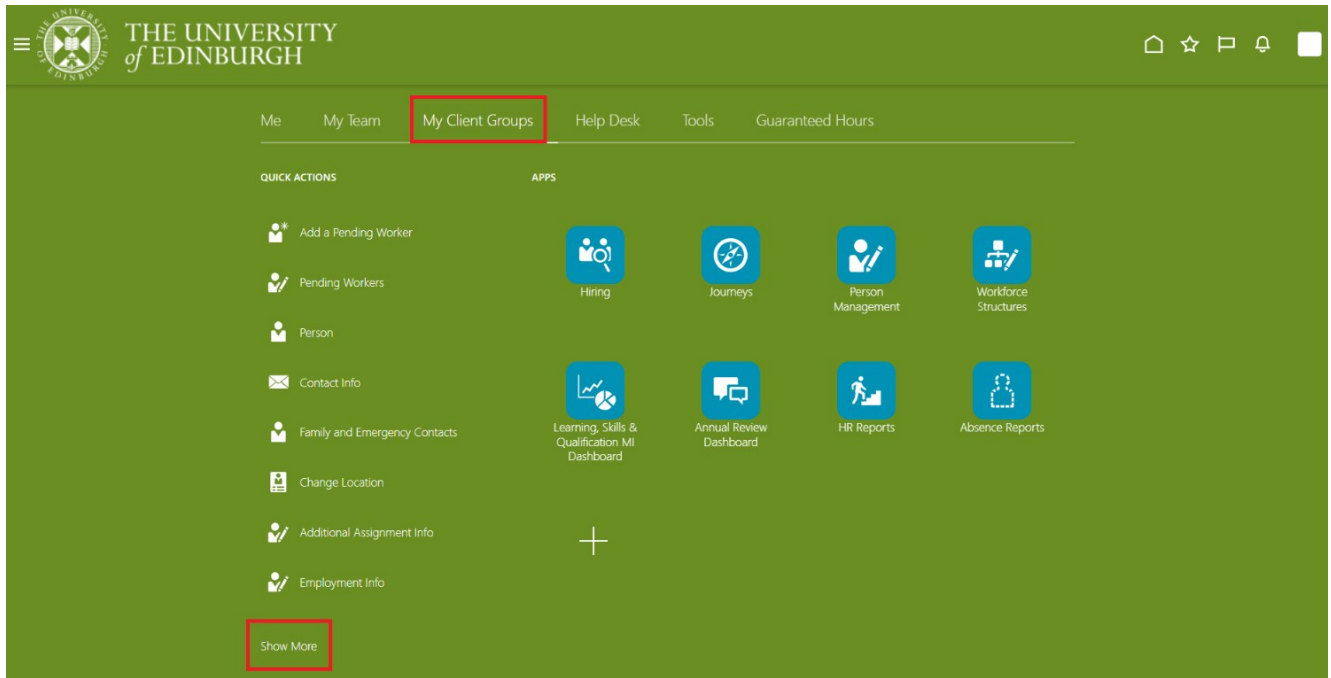 THE UNIVERSITY
of EDINBURGH
Me
My Team
My Client Groups
Help Desk
Tools
Guaranteed Hours
QUICK ACTIONS
Add a Pending Worker
Pending Workers
Person
Contact Info
Family and Emergency Contacts
Change Location
Additional Assignment Info
Employment Info
Show More
APPS
Hiring
Journeys
Person
Management
Workforce
Structures
Learning, Skills &
Qualification MI
Dashboard
Annual Review
Dashboard
HR Reports
Absence Reports